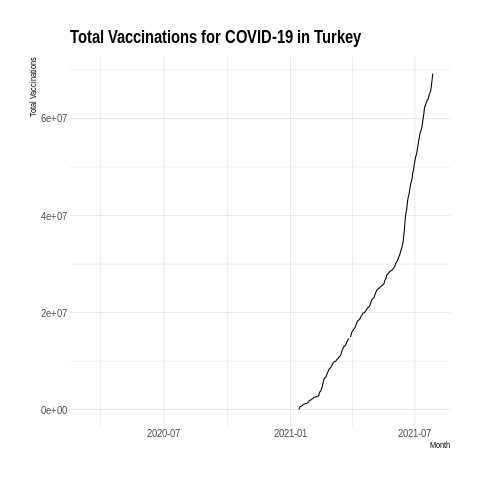 Total Vaccinations for COVID-19 in Turkey
Total Vaccinations
6e+07
4e+07
2e+07
0e+00
2020-07
2021-01
2021-07
Month